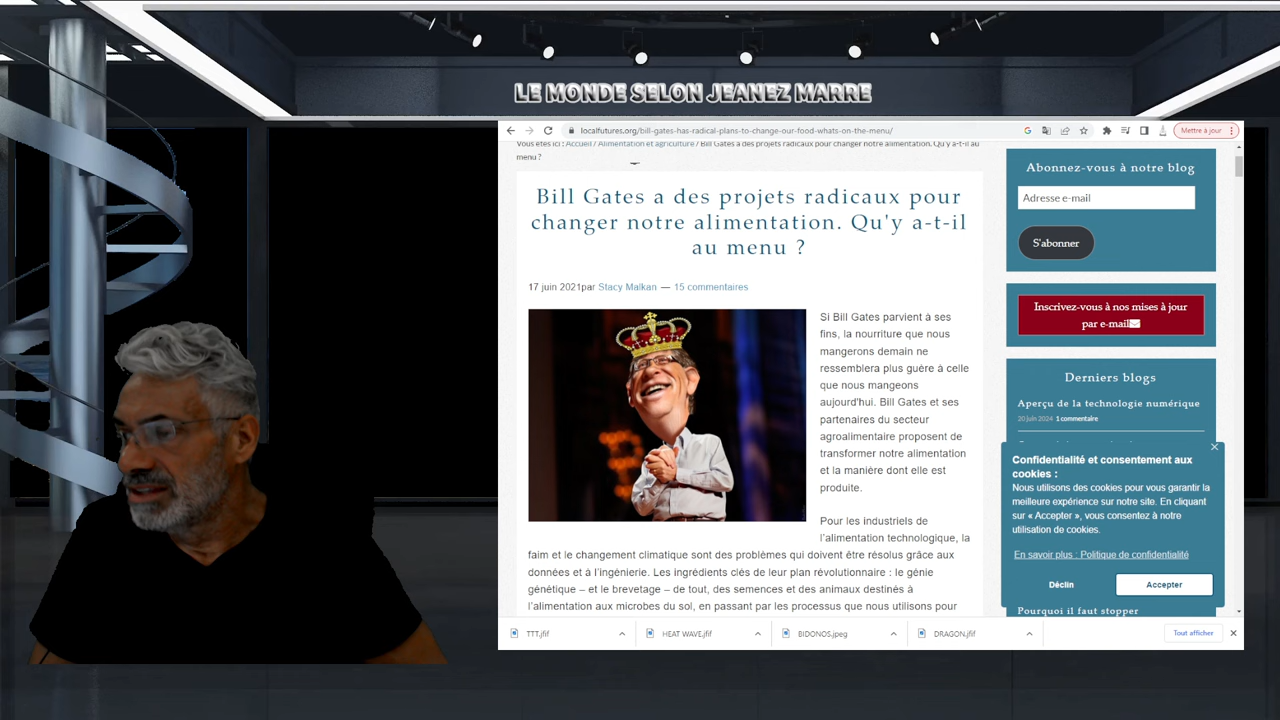 LE MONDE SELON JEANEZ MARRE
localfutures.org/bill-gates-has-radical-plans-to-change-our-food-whats-on-the-menu/
Mettre à jour
Vous êtes ici : Accueil / Alimentation et agriculture / Bill Gates a des projets radicaux pour changer notre alimentation. Qu'y a-t-il au
menu ?
Bill Gates a des projets radicaux pour
changer notre alimentation. Qu'y a-t-il
au menu ?
17 juin 2021par Stacy Malkan — 15 commentaires
Si Bill Gates parvient à ses
fins, la nourriture que nous
mangerons demain ne
ressemblera plus guère à celle
que nous mangeons
aujourd'hui. Bill Gates et ses
partenaires du secteur
agroalimentaire proposent de
transformer notre alimentation
et la manière dont elle est
produite.
Pour les industriels de
l'alimentation technologique, la
faim et le changement climatique sont des problèmes qui doivent être résolus grâce aux
données et à l'ingénierie. Les ingrédients clés de leur plan révolutionnaire : le génie
génétique – et le brevetage – de tout, des semences et des animaux destinés à
l'alimentation aux microbes du sol, en passant par les processus que nous utilisons pour
Abonnez-vous à notre blog
Adresse e-mail
S'abonner
Inscrivez-vous à nos mises à jour
par e-mail
Derniers blogs
Aperçu de la technologie numérique
20 juin 2024 1 commentaire
Confidentialité et consentement aux
cookies :
Nous utilisons des cookies pour vous garantir la
meilleure expérience sur notre site. En cliquant
sur « Accepter », vous consentez à notre
utilisation de cookies.
En savoir plus : Politique de confidentialité
Déclin
Accepter
Pourquoi il faut stopper
TTT.jfif
HEAT WAVE.jfif
BIDONOS.jpeg
DRAGON.jfif
Tout afficher